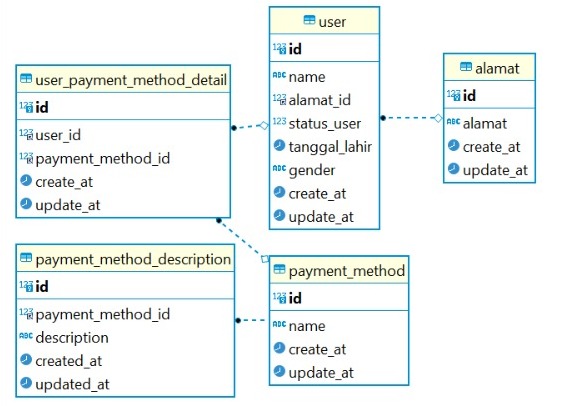 user
id
name
alamat_id
status_user
tanggal_lahir
gender
create_at
update_at
alamat
id
alamat
create_at
update_at
user_payment_method_detail
id
user_id
payment_method_id
create_at
update_at
payment_method_description
id
payment_method_id
description
created_at
updated_at
payment_method
id
name
create_at
update_at